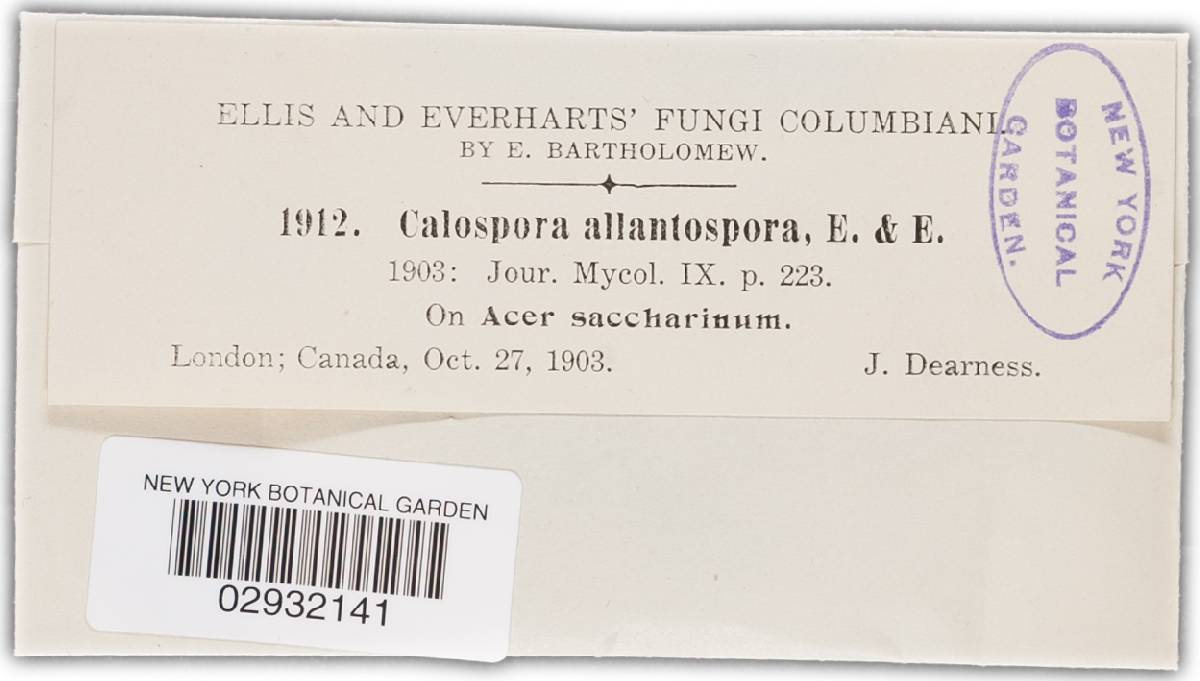 ELLIS AND EVERHARTS' FUNGI COLUMBIANI.
BY E. BARTHOLOMEW.
1912. Calospora allantospora, E. & E.
1903: Jour. Mycol. IX. p. 223.
On Acer saccharinum.
London; Canada, Oct. 27, 1903. J. Dearness.
NEW YORK
BOTANICAL
GARDEN.
NEW YORK BOTANICAL GARDEN
02932141